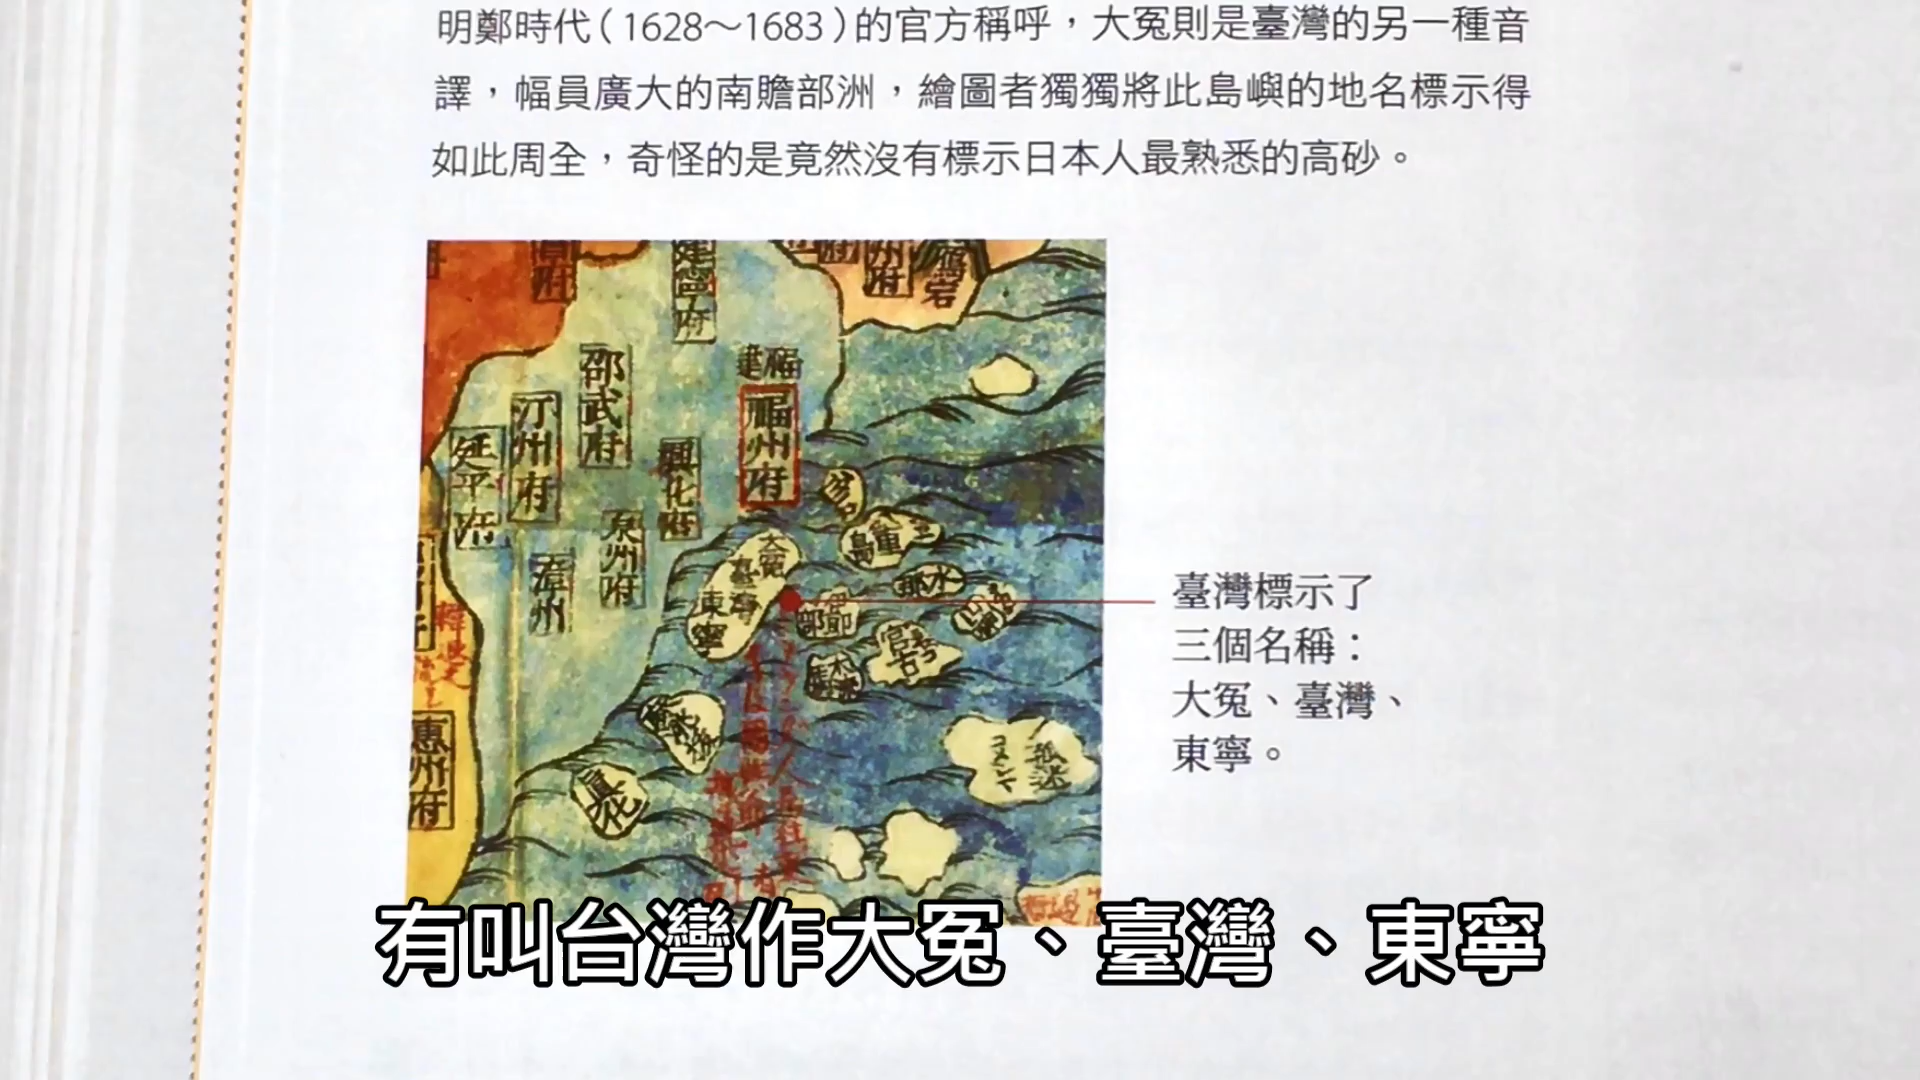 明鄭時代（1628～1683）的官方稱呼，大冤則是臺灣的另一種音
譯，幅員廣大的南贍部洲，繪圖者獨獨將此島嶼的地名標示得
如此周全，奇怪的是竟然沒有標示日本人最熟悉的高砂。
建寧府
邵武府
汀州府
延平府
福建
福州府
興化府
泉州府
漳州
惠州府
大冤
臺灣
東寧
臺灣標示了
三個名稱：
大冤、臺灣、
東寧。
有叫台灣作大冤、臺灣、東寧